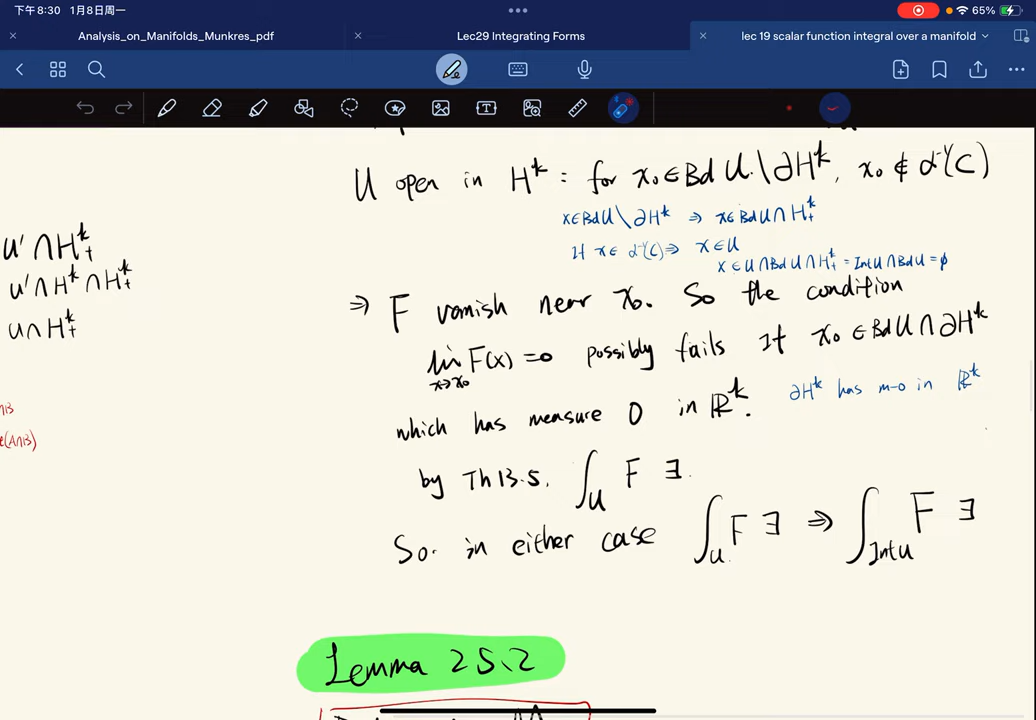 下午8:30 1月8日周一
65%
Analysis_on_Manifolds_Munkres_pdf
Lec29 Integrating Forms
lec 19 scalar function integral over a manifold
U open in H^k = for x₀ ∈ Bd U \ ∂H^k, x₀ ∉ α⁻¹(C)
x ∈ Bd U \ ∂H^k ⇒ x ∈ Bd U ∩ H^k_+
If x ∈ α⁻¹(C) ⇒ x ∈ U
x ∈ U ∩ Bd U ∩ H^k_+ = Int U ∩ Bd U = φ
U' ∩ H^k_+
U' ∩ H^k ∩ H^k_+
U ∩ H^k_+
⇒ F vanish near x₀. So the condition
lim x→x₀ F(x) = 0 possibly fails If x₀ ∈ Bd U ∩ ∂H^k
which has measure 0 in ℝ^k.
∂H^k has m-0 in ℝ^k
(A∩B)
by Th 13.5. ∫_U F ∃.
So in either case ∫_U F ∃ ⇒ ∫_Int U F ∃
Lemma 25.2